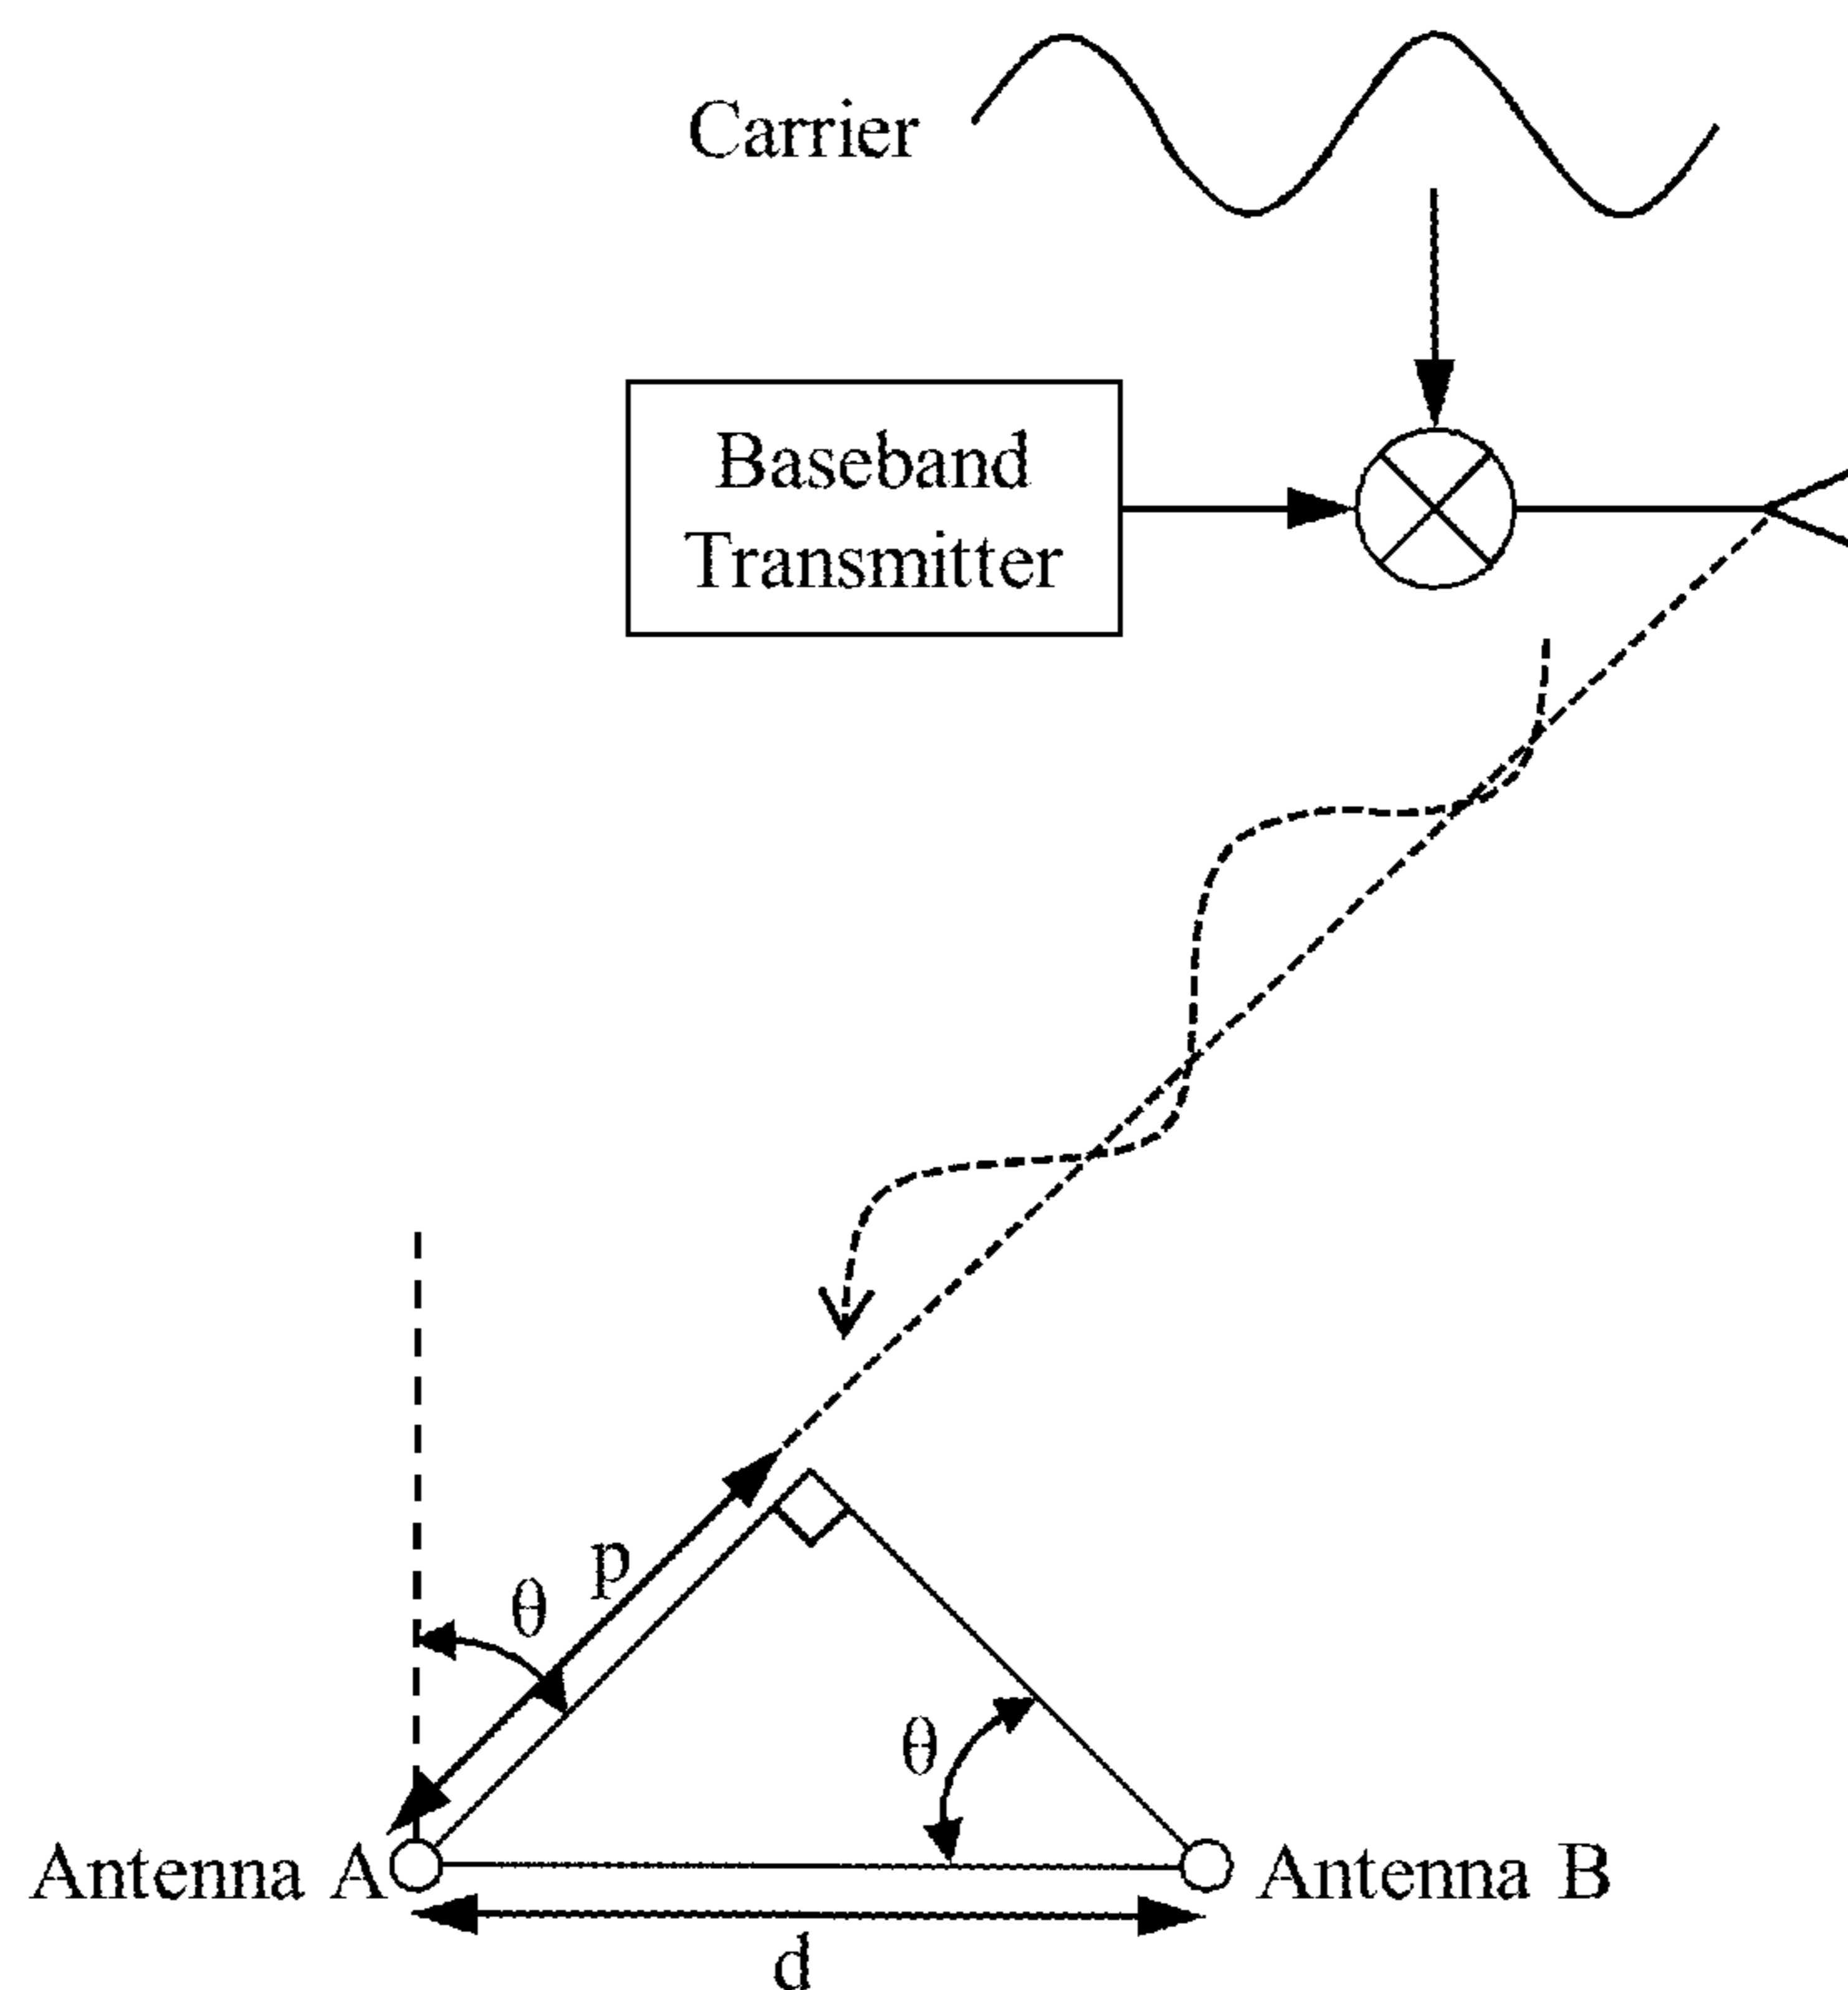 Carrier
Baseband
Transmitter
p
θ
θ
Antenna A
Antenna B
d